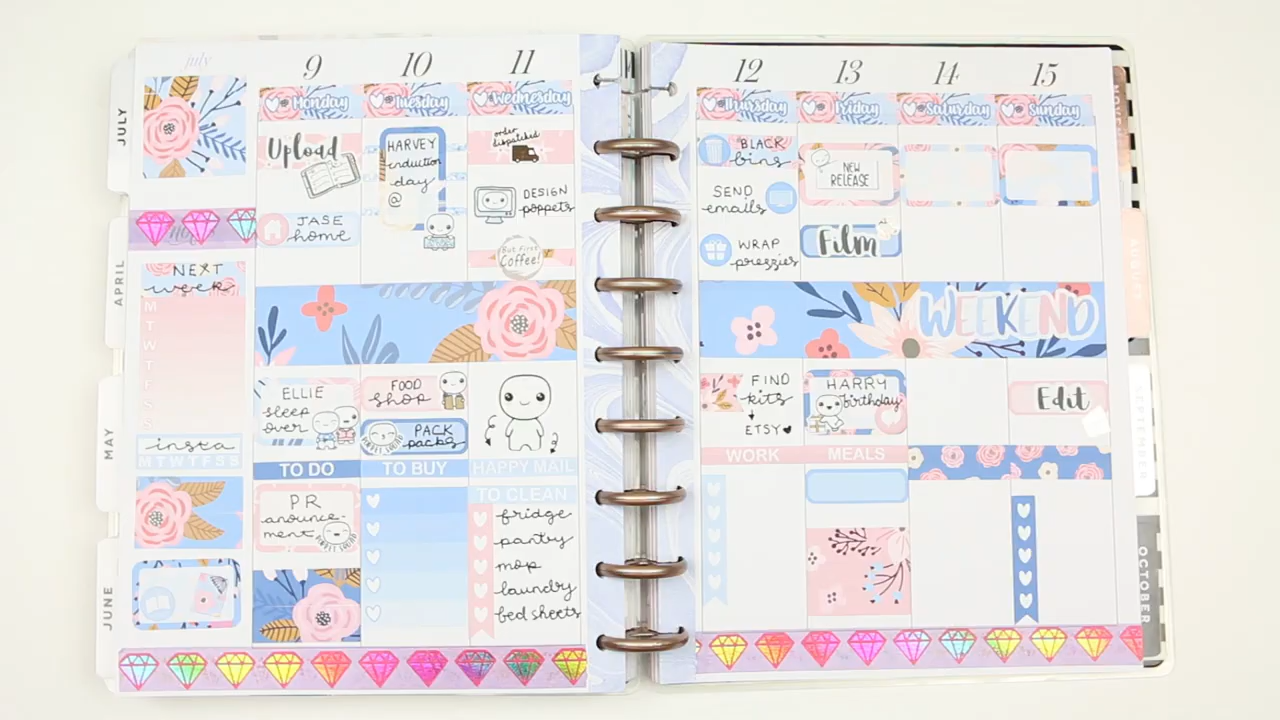 july
9
10
11
12
13
14
15
Monday
Tuesday
Wednesday
Thursday
Friday
Saturday
Sunday
JULY
APRIL
MAY
JUNE
AUGUST
SEPTEMBER
OCTOBER
NEXT
week
M
T
W
T
F
S
S
insta
MTWTFSS
Upload
JASE
home
ELLIE
sleep
over
TO DO
PR
anounce-
ment
HARVEY
induction
day
@
FOOD
shop
PACK
packs
TO BUY
order
dispatched
DESIGN
poppets
But First
Coffee!
HAPPY MAIL
TO CLEAN
fridge
pantry
mop
laundry
bed sheets
BLACK
bins
SEND
emails
WRAP
prezzies
FIND
kits
ETSY
WORK
NEW
RELEASE
Film
HARRY
birthday
MEALS
WEEKEND
Edit